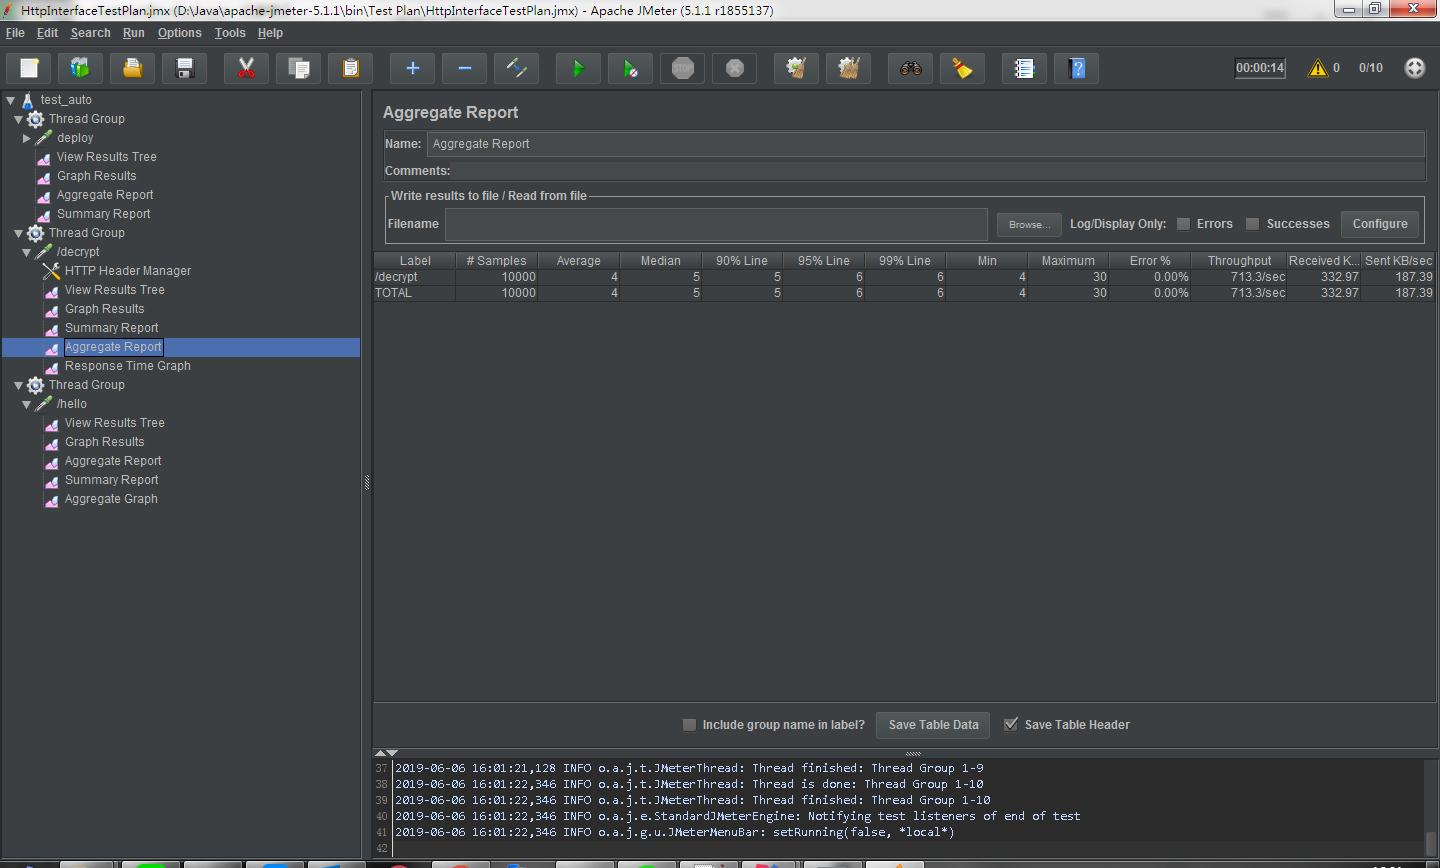 HttpInterfaceTestPlan.jmx (D:\Java\apache-jmeter-5.1.1\bin\Test Plan\HttpInterfaceTestPlan.jmx) - Apache JMeter (5.1.1 r1855137)
File Edit Search Run Options Tools Help
STOP 00:00:14 0 0/10
test_auto
Thread Group
deploy
View Results Tree
Graph Results
Aggregate Report
Summary Report
Thread Group
/decrypt
HTTP Header Manager
View Results Tree
Graph Results
Summary Report
Aggregate Report
Response Time Graph
Thread Group
/hello
View Results Tree
Graph Results
Aggregate Report
Summary Report
Aggregate Graph
Aggregate Report
Name: Aggregate Report
Comments:
Write results to file / Read from file
Filename Browse... Log/Display Only: Errors Successes Configure
Label # Samples Average Median 90% Line 95% Line 99% Line Min Maximum Error % Throughput Received K... Sent KB/sec
/decrypt 10000 4 5 5 6 6 4 30 0.00% 713.3/sec 332.97 187.39
TOTAL 10000 4 5 5 6 6 4 30 0.00% 713.3/sec 332.97 187.39
Include group name in label? Save Table Data Save Table Header
37 2019-06-06 16:01:21,128 INFO o.a.j.t.JMeterThread: Thread finished: Thread Group 1-9
38 2019-06-06 16:01:22,346 INFO o.a.j.t.JMeterThread: Thread is done: Thread Group 1-10
39 2019-06-06 16:01:22,346 INFO o.a.j.t.JMeterThread: Thread finished: Thread Group 1-10
40 2019-06-06 16:01:22,346 INFO o.a.j.e.StandardJMeterEngine: Notifying test listeners of end of test
41 2019-06-06 16:01:22,346 INFO o.a.j.g.u.JMeterMenuBar: setRunning(false, *local*)
42